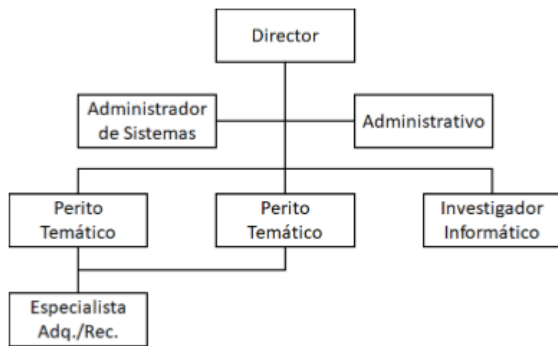 Director
Administrador
de Sistemas
Administrativo
Perito
Temático
Perito
Temático
Investigador
Informático
Especialista
Adq./Rec.